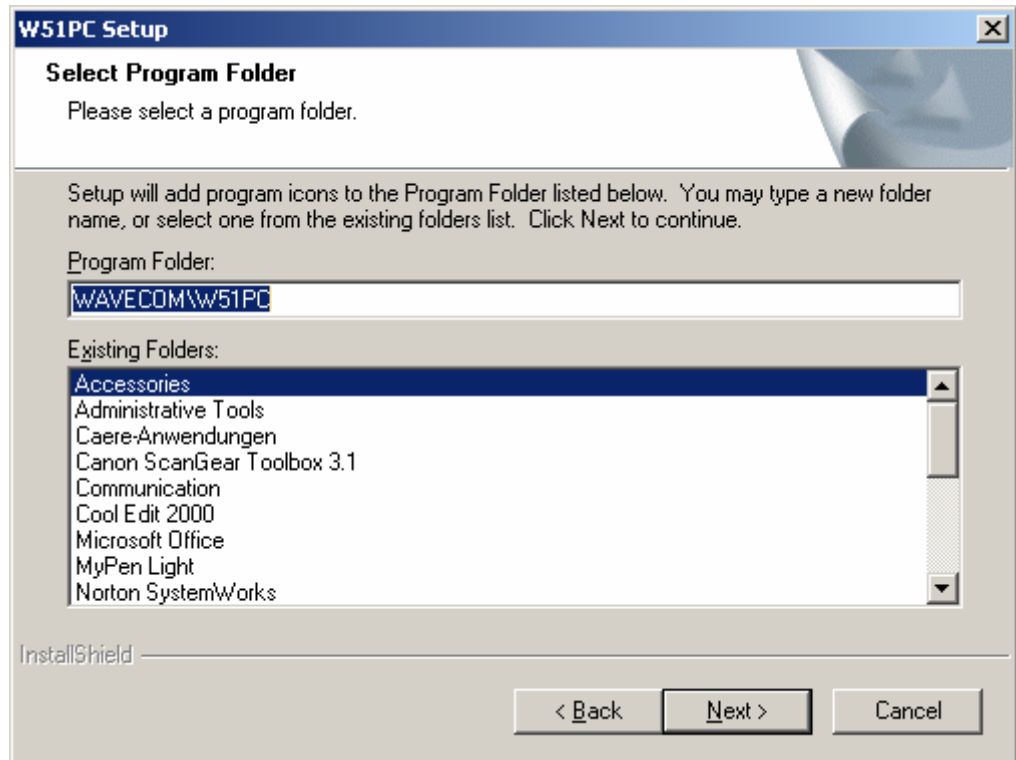 W51PC Setup
Select Program Folder
Please select a program folder.
Setup will add program icons to the Program Folder listed below. You may type a new folder
name, or select one from the existing folders list. Click Next to continue.
Program Folder:
WAVECOM\W51PC
Existing Folders:
Accessories
Administrative Tools
Caere-Anwendungen
Canon ScanGear Toolbox 3.1
Communication
Cool Edit 2000
Microsoft Office
MyPen Light
Norton SystemWorks
InstallShield
< Back Next > Cancel